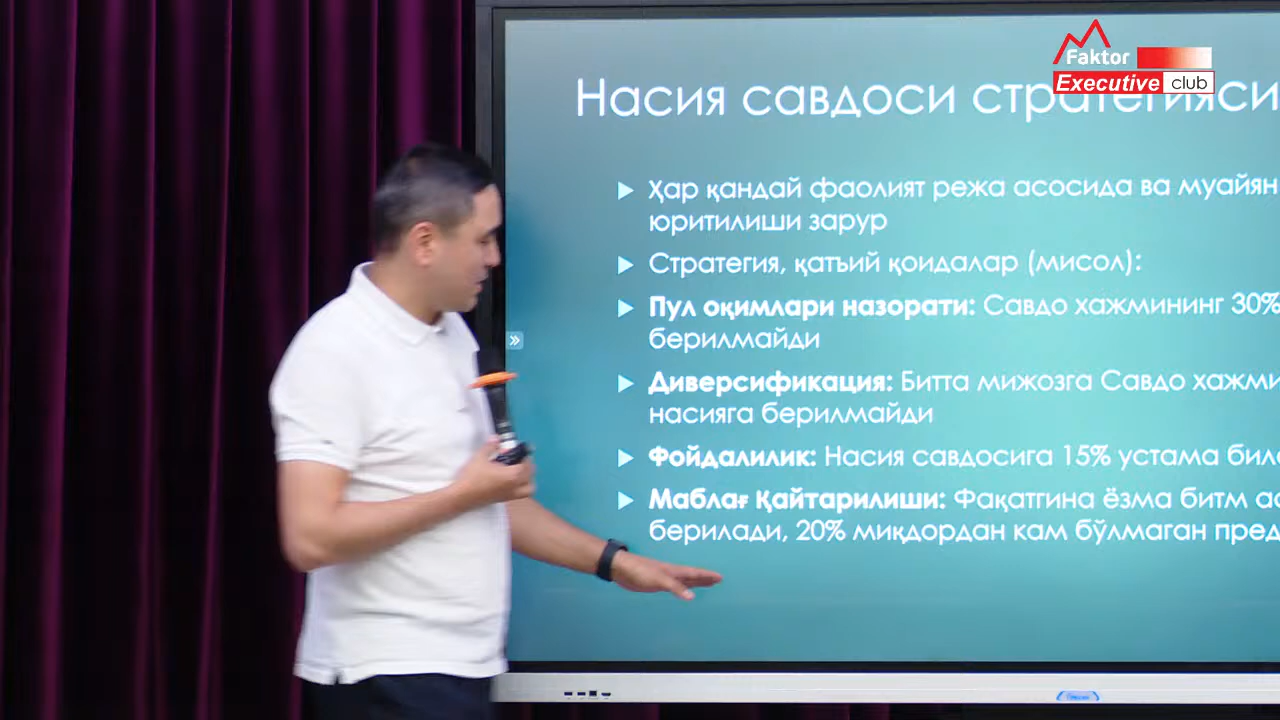 Faktor
Executive club
Насия савдоси стратегияси
Ҳар қандай фаолият режа асосида ва муайян
юритилиши зарур
Стратегия, қатъий қоидалар (мисол):
Пул оқимлари назорати: Савдо хажмининг 30%
берилмайди
Диверсификация: Битта мижозга Савдо хажми
насияга берилмайди
Фойдалилик: Насия савдосига 15% устама
Маблағ Қайтарилиши: Фақатгина ёзма битм
берилади, 20% миқдордан кам бўлмаган